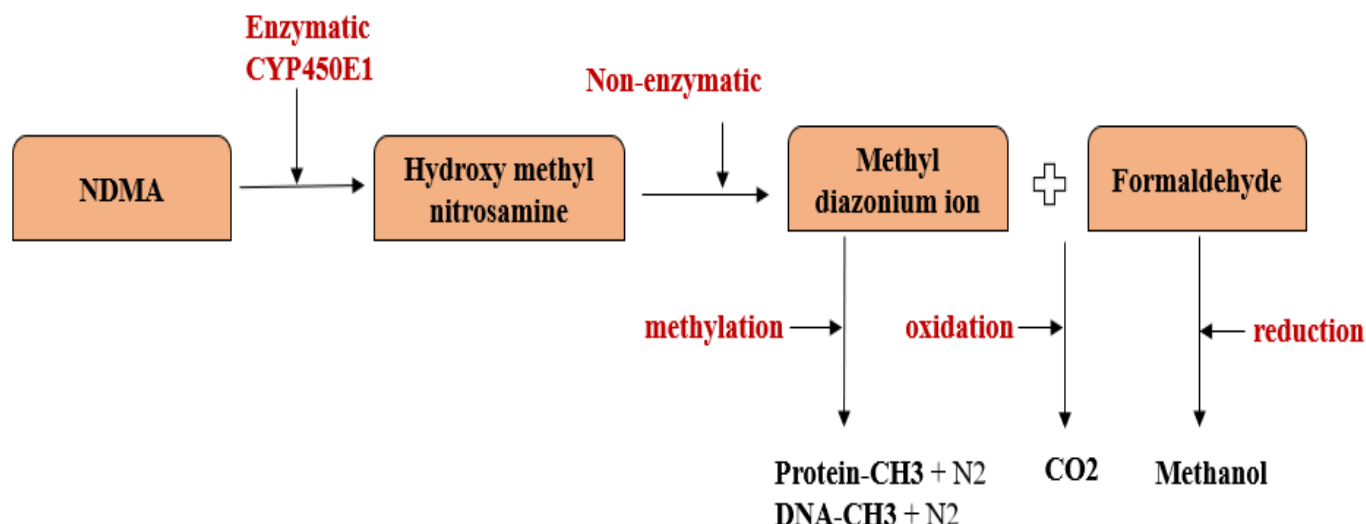 Enzymatic
CYP450E1
Non-enzymatic
NDMA
Hydroxy methyl
nitrosamine
Methyl
diazonium ion
Formaldehyde
methylation
oxidation
reduction
Protein-CH3 + N2
DNA-CH3 + N2
CO2
Methanol